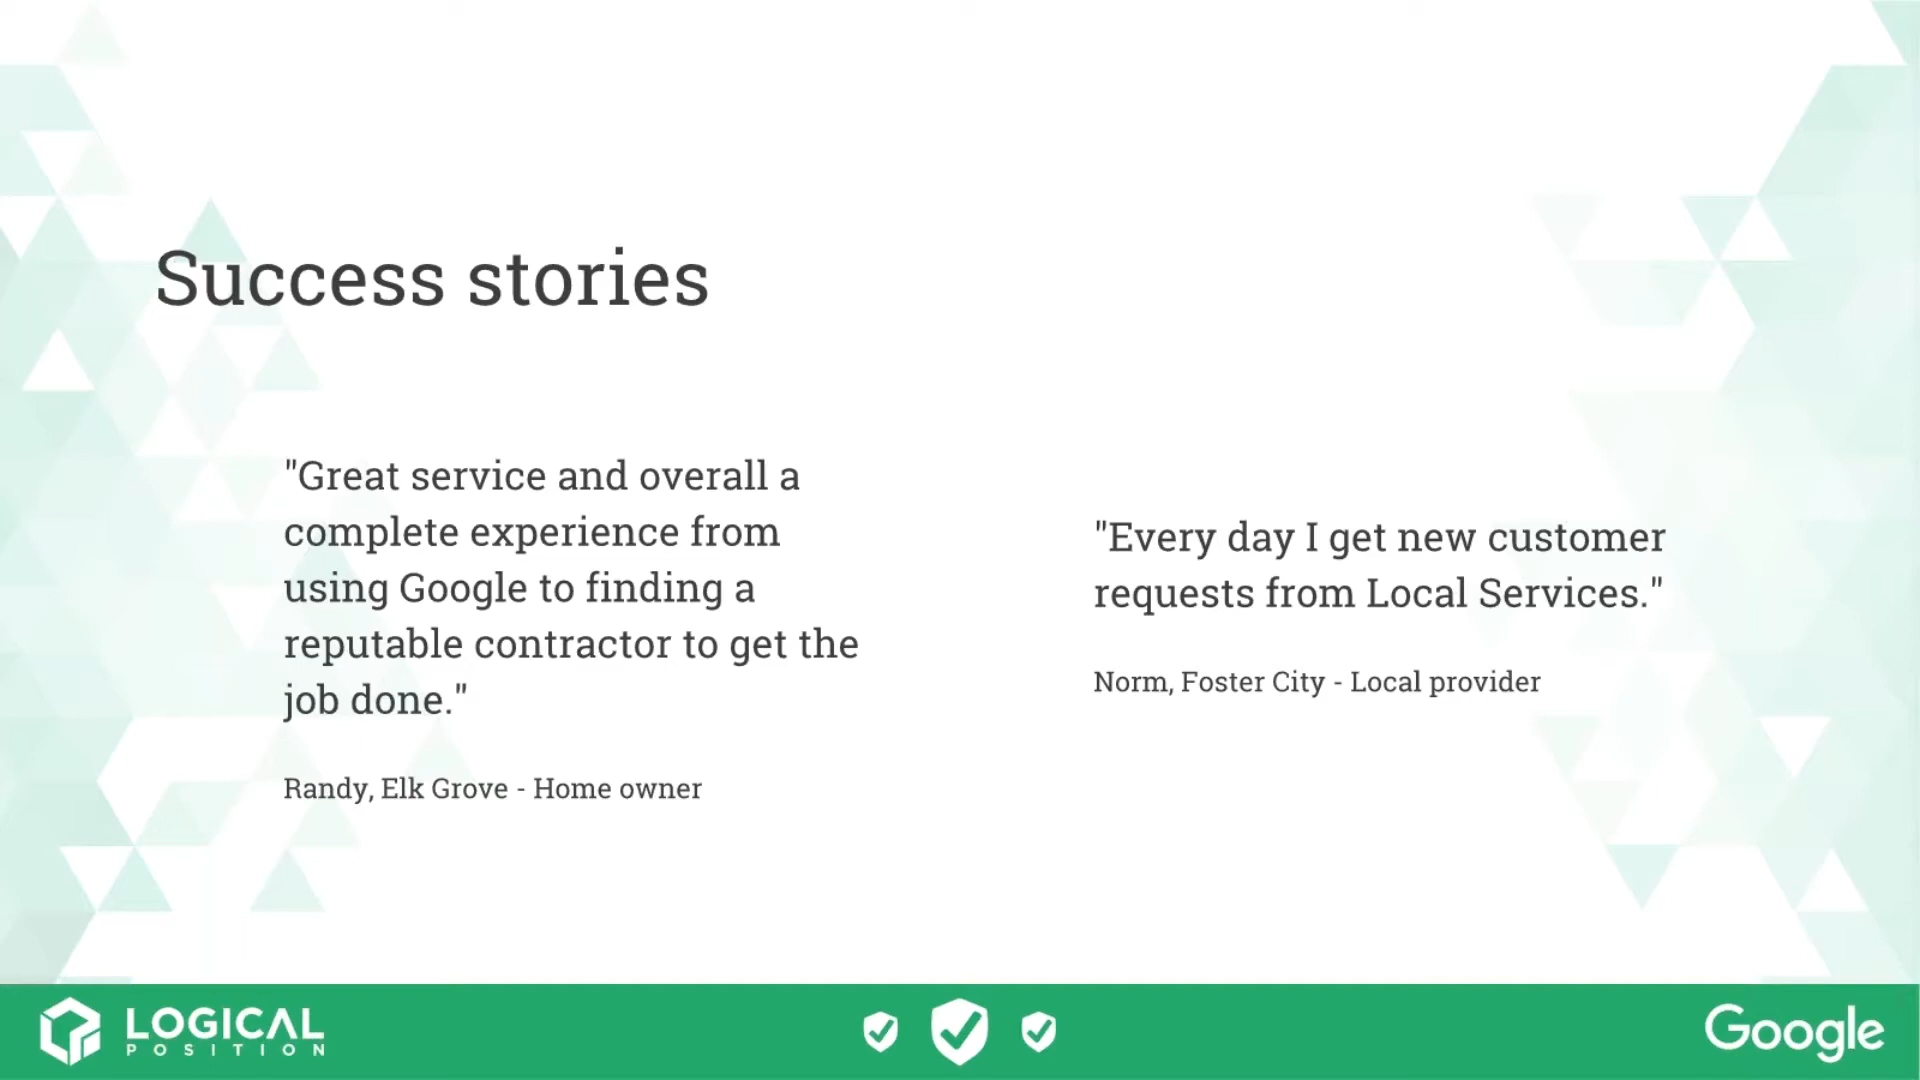 Success stories
"Great service and overall a
complete experience from
using Google to finding a
reputable contractor to get the
job done."
Randy, Elk Grove - Home owner
"Every day I get new customer
requests from Local Services."
Norm, Foster City - Local provider
LOGICAL
POSITION
Google